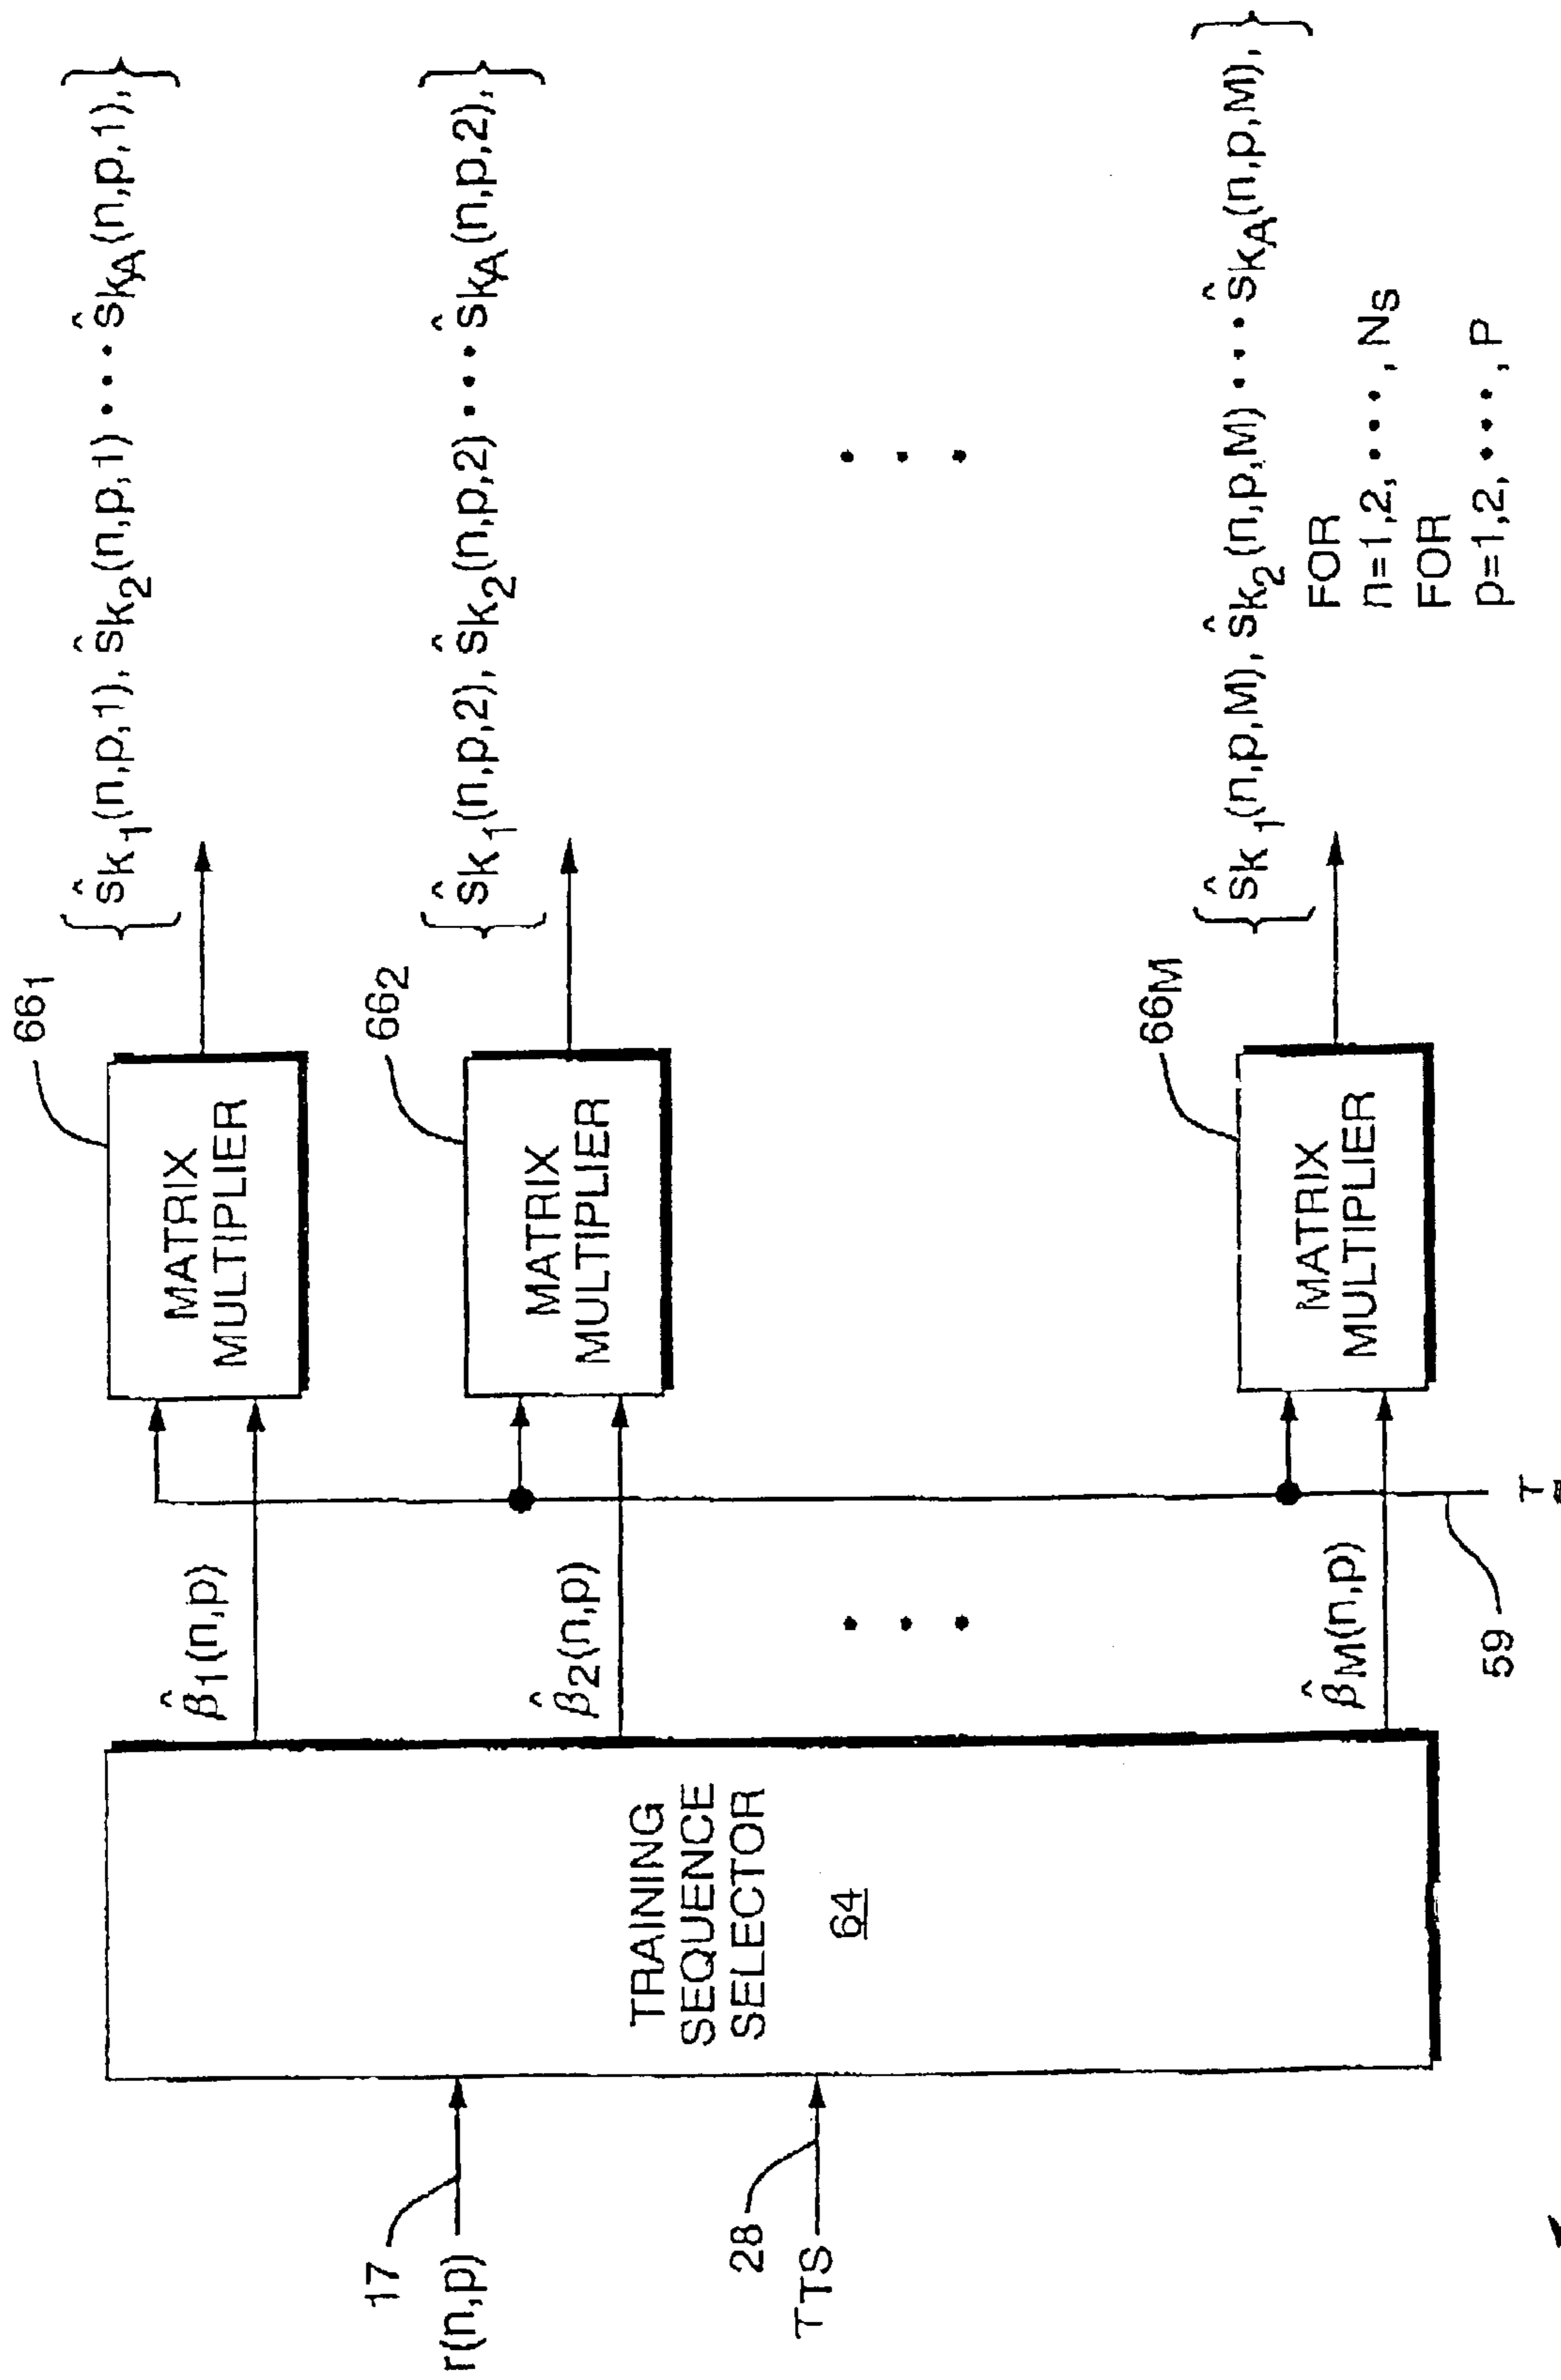 66₁
{ŝk₁(n,p,1), ŝk₂(n,p,1) • • • ŝkA(n,p,1),}
MATRIX
MULTIPLIER
β̂₁(n,p)
66₂
{ŝk₁(n,p,2), ŝk₂(n,p,2) • • • ŝkA(n,p,2),}
MATRIX
MULTIPLIER
β̂₂(n,p)
17
r(n,p)
TRAINING
SEQUENCE
SELECTOR
64
28
TTS
• • •
• • •
66M
{ŝk₁(n,p,M), ŝk₂(n,p,M) • • • ŝkA(n,p,M),}
MATRIX
MULTIPLIER
β̂M(n,p)
FOR
n=1,2, • • •, NS
FOR
p=1,2, • • •, P
59